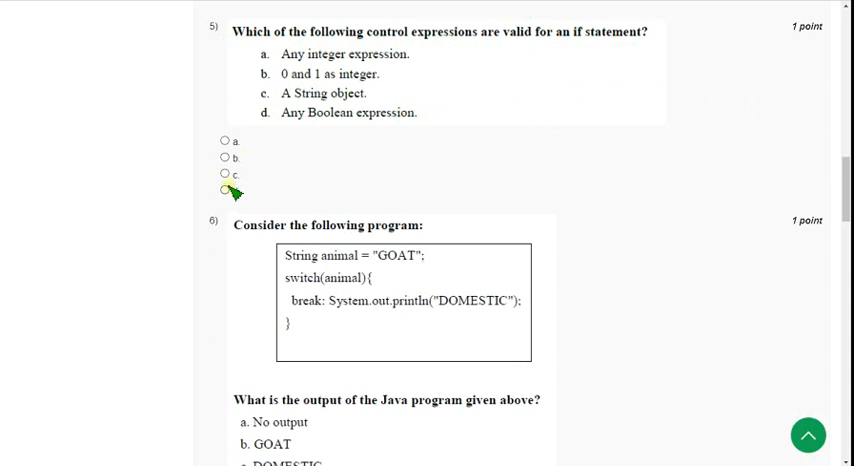 5) Which of the following control expressions are valid for an if statement? 1 point
a. Any integer expression.
b. 0 and 1 as integer.
c. A String object.
d. Any Boolean expression.
a.
b.
c.
6) Consider the following program: 1 point
String animal = "GOAT";
switch(animal){
break: System.out.println("DOMESTIC");
}
What is the output of the Java program given above?
a. No output
b. GOAT
DOMESTIC